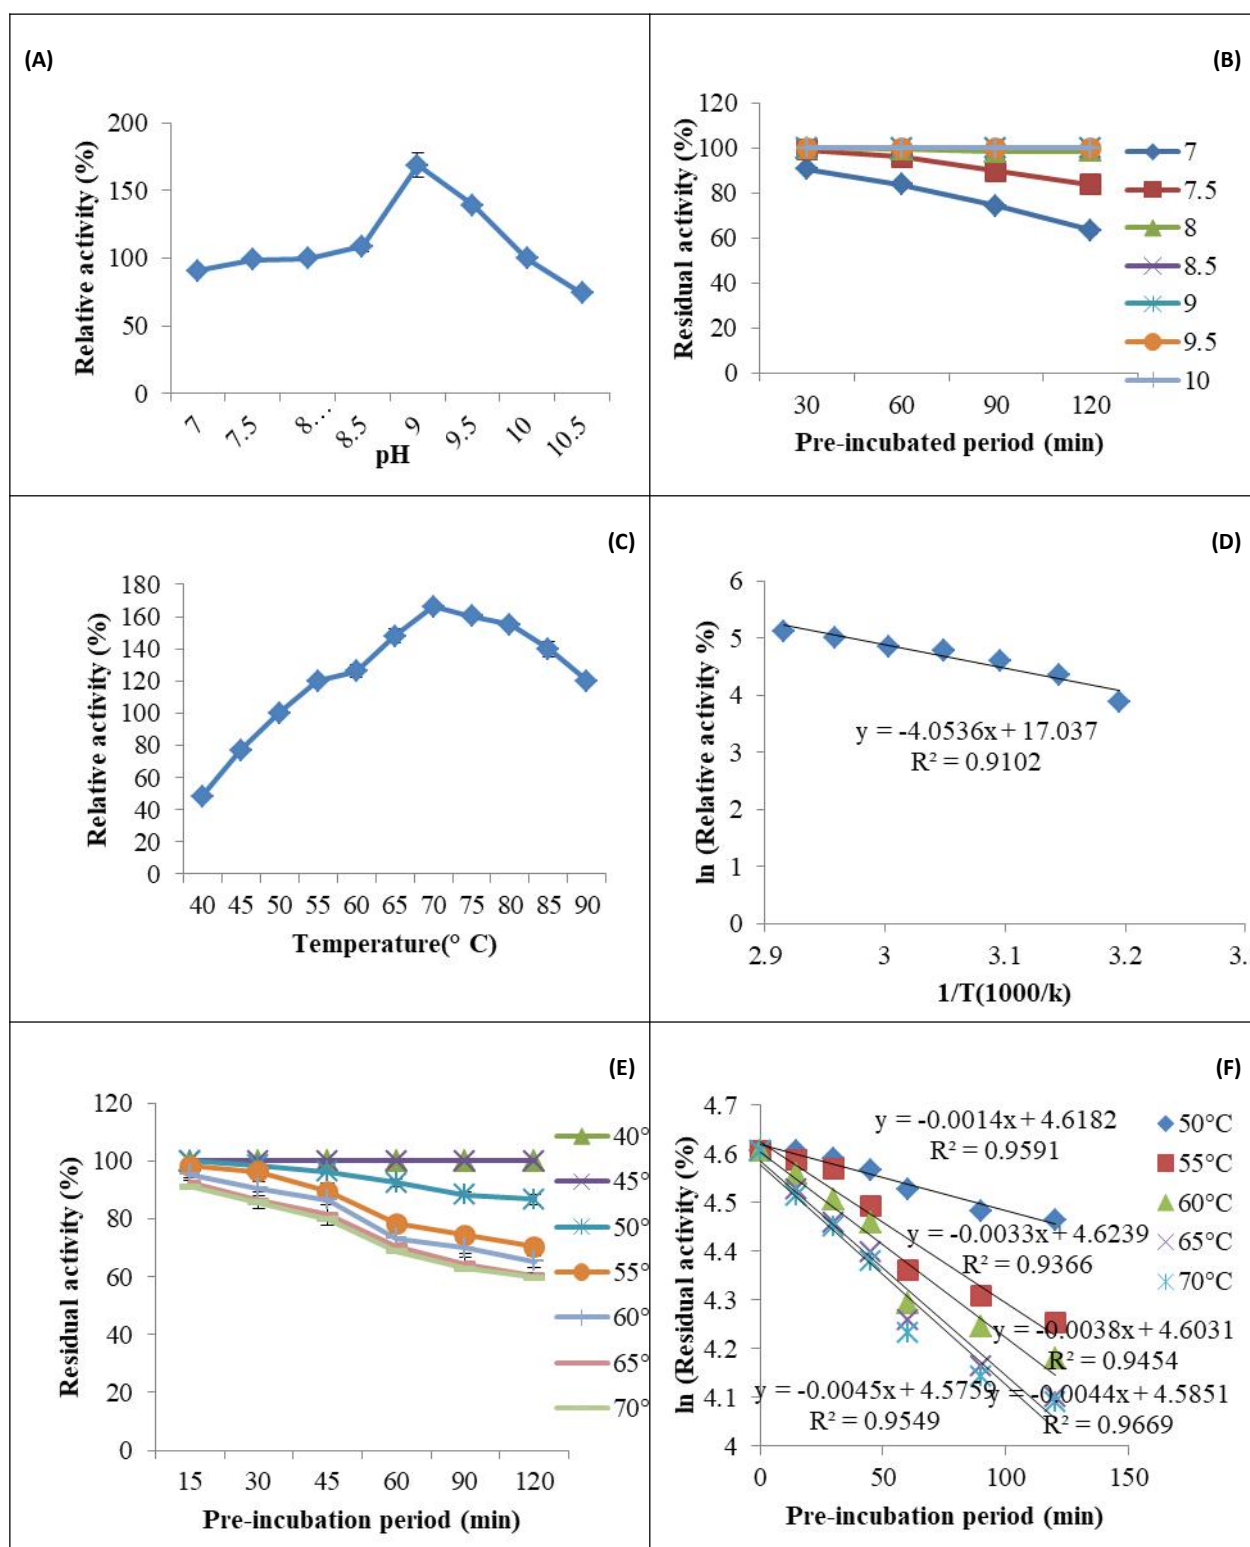 (A)
200
150
100
50
0
Relative activity (%)
7
7.5
8...
8.5
9
9.5
10
10.5
pH
(B)
120
100
80
60
40
20
0
Residual activity (%)
30 60 90 120
Pre-incubated period (min)
7
7.5
8
8.5
9
9.5
10
(C)
180
160
140
120
100
80
60
40
20
0
Relative activity (%)
40 45 50 55 60 65 70 75 80 85 90
Temperature(° C)
(D)
6
5
4
3
2
1
0
ln (Relative activity %)
y = -4.0536x + 17.037
R² = 0.9102
2.9 3 3.1 3.2 3.
1/T(1000/k)
(E)
120
100
80
60
40
20
0
Residual activity (%)
15 30 45 60 90 120
Pre-incubation period (min)
40°
45°
50°
55°
60°
65°
70°
(F)
4.7
4.6
4.5
4.4
4.3
4.2
4.1
4
ln (Residual activity (%)
y = -0.0014x + 4.6182
R² = 0.9591
y = -0.0033x + 4.6239
R² = 0.9366
y = -0.0038x + 4.6031
R² = 0.9454
y = -0.0045x + 4.5759
R² = 0.9549
y = -0.0044x + 4.5851
R² = 0.9669
0 50 100 150
Pre-incubation period (min)
50°C
55°C
60°C
65°C
70°C